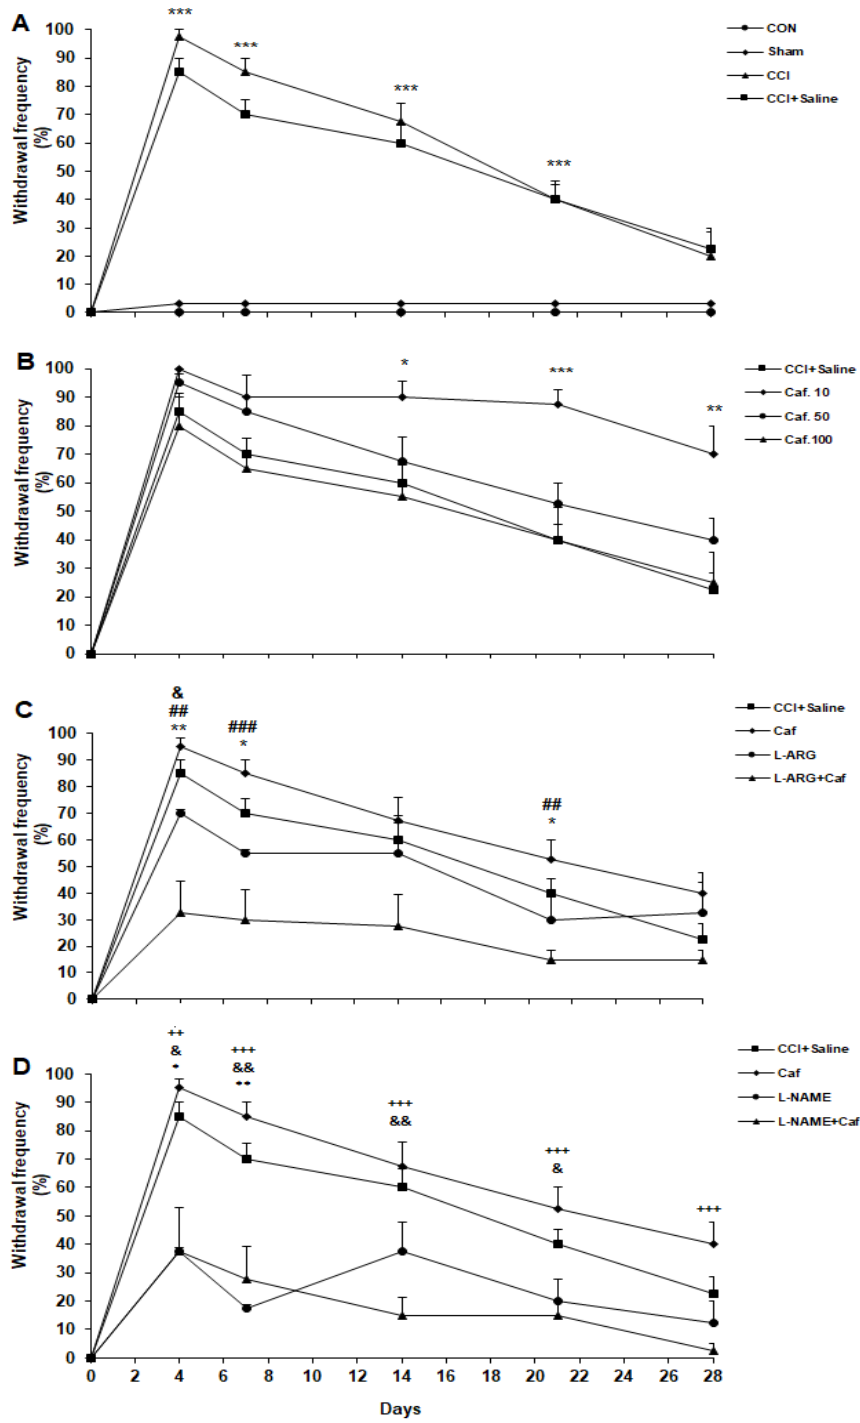 A
Withdrawal frequency
(%)
100
90
80
70
60
50
40
30
20
10
0
***
***
***
***
CON
Sham
CCI
CCI+Saline
B
Withdrawal frequency
(%)
100
90
80
70
60
50
40
30
20
10
0
*
***
**
CCI+Saline
Caf. 10
Caf. 50
Caf.100
C
Withdrawal frequency
(%)
100
90
80
70
60
50
40
30
20
10
0
&
##
**
###
*
##
*
CCI+Saline
Caf
L-ARG
L-ARG+Caf
D
Withdrawal frequency
(%)
100
90
80
70
60
50
40
30
20
10
0
++
&
*
+++
&&
**
+++
&&
+++
&
+++
CCI+Saline
Caf
L-NAME
L-NAME+Caf
0 2 4 6 8 10 12 14 16 18 20 22 24 26 28
Days